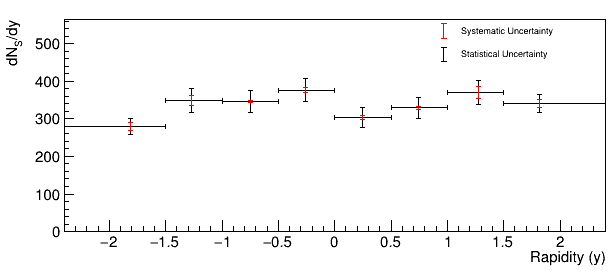 dN_S/dy
500
400
300
200
100
0
Systematic Uncertainty
Statistical Uncertainty
−2 −1.5 −1 −0.5 0 0.5 1 1.5 2
Rapidity (y)